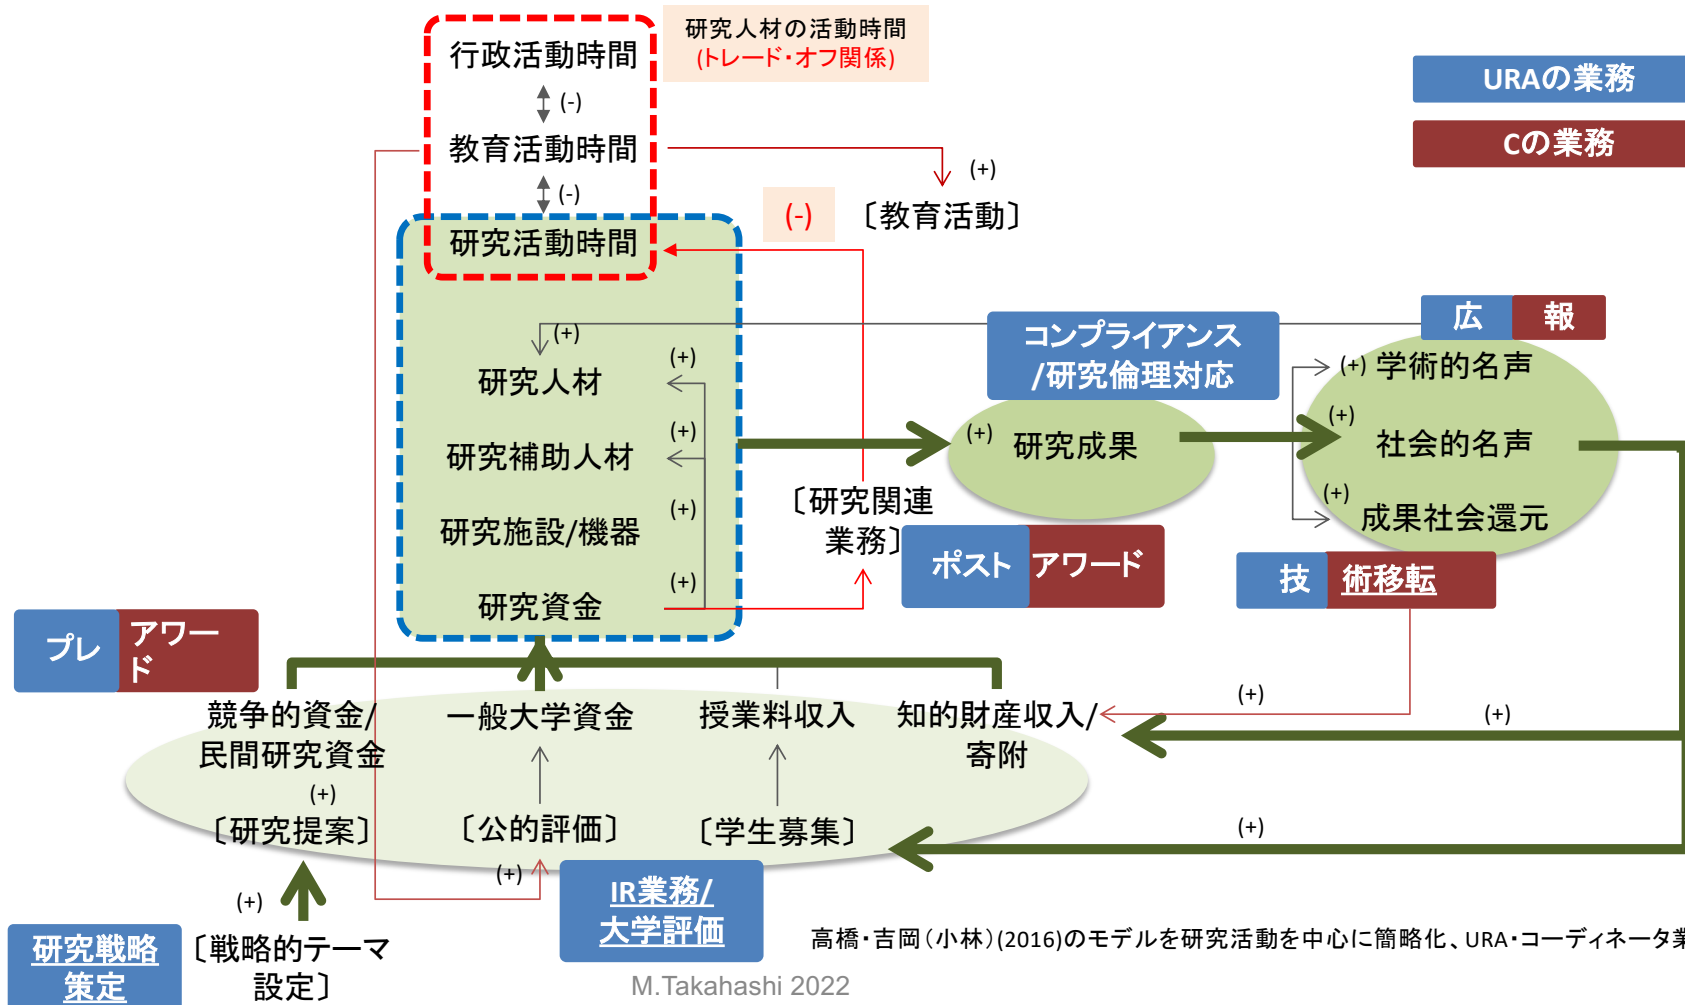 行政活動時間
(-)
教育活動時間
(-)
研究活動時間
研究人材の活動時間
(トレード・オフ関係)
URAの業務
Cの業務
(+)
〔教育活動〕
(-)
(+)
研究人材
(+)
研究補助人材
(+)
研究施設/機器
(+)
研究資金
(+)
コンプライアンス
/研究倫理対応
広報
(+) 学術的名声
(+)
社会的名声
(+)
成果社会還元
(+) 研究成果
〔研究関連
業務〕
ポストアワード
技術移転
プレ アワー
ド
競争的資金/
民間研究資金
一般大学資金
授業料収入
知的財産収入/
寄附
(+)
(+)
(+)
〔研究提案〕
〔公的評価〕
〔学生募集〕
(+)
(+)
(+)
IR業務/
大学評価
研究戦略
策定
〔戦略的テーマ
設定〕
高橋・吉岡(小林)(2016)のモデルを研究活動を中心に簡略化、URA・コーディネータ業
M.Takahashi 2022